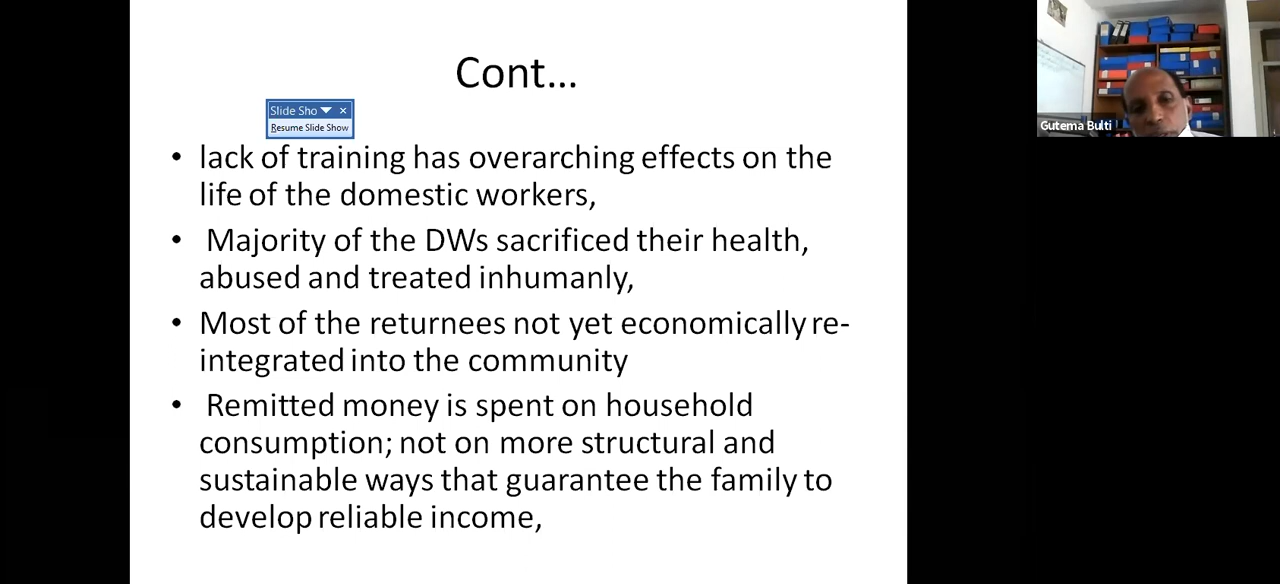 Cont...
Slide Sho
Resume Slide Show
• lack of training has overarching effects on the
life of the domestic workers,
• Majority of the DWs sacrificed their health,
abused and treated inhumanly,
• Most of the returnees not yet economically re-
integrated into the community
• Remitted money is spent on household
consumption; not on more structural and
sustainable ways that guarantee the family to
develop reliable income,
Gutema Bulti